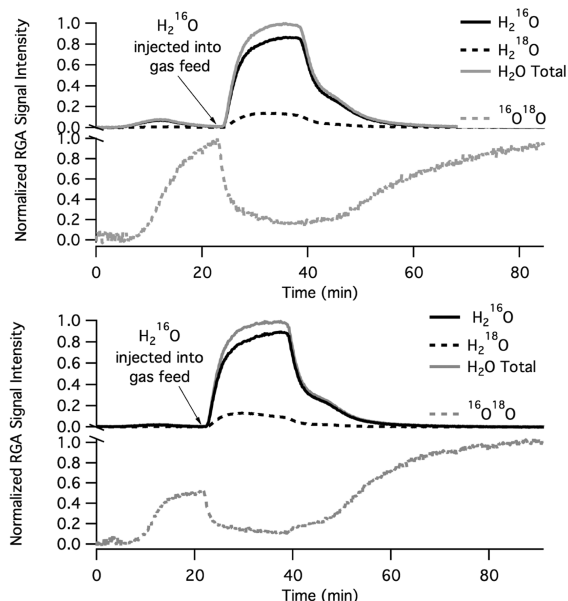 Normalized RGA Signal Intensity
1.0
0.8
0.6
0.4
0.2
0.0
1.0
0.8
0.6
0.4
0.2
0.0
H₂¹⁶O
injected into
gas feed
H₂¹⁶O
H₂¹⁸O
H₂O Total
¹⁶O¹⁸O
0 20 40 60 80
Time (min)
Normalized RGA Signal Intensity
1.0
0.8
0.6
0.4
0.2
0.0
1.0
0.8
0.6
0.4
0.2
0.0
H₂¹⁶O
injected into
gas feed
H₂¹⁶O
H₂¹⁸O
H₂O Total
¹⁶O¹⁸O
0 20 40 60 80
Time (min)